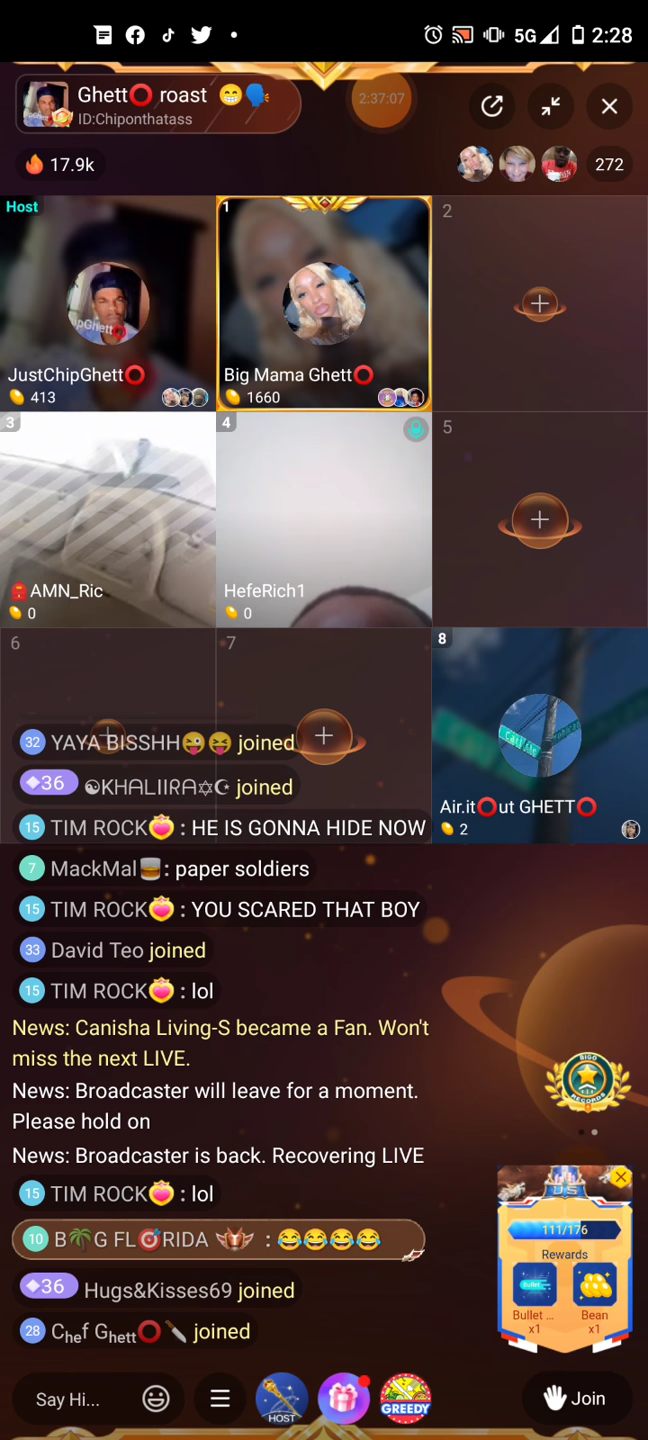 5G 2:28
Ghett⭕ roast 😁🗣️
ID:Chiponthatass
2:37:07
🔥 17.9k
272
Host
1
2
JustChipGhett⭕
413
Big Mama Ghett⭕
1660
3
4
5
AMN_Ric
0
HefeRich1
0
6
7
8
32 YAYA BISSHH😜😝 joined
36 ☯KHALIIRA✡☪ joined
Air.it⭕ut GHETT⭕
2
15 TIM ROCK🍑: HE IS GONNA HIDE NOW
7 MackMal🥃: paper soldiers
15 TIM ROCK🍑: YOU SCARED THAT BOY
33 David Teo joined
15 TIM ROCK🍑: lol
News: Canisha Living-S became a Fan. Won't
miss the next LIVE.
News: Broadcaster will leave for a moment.
Please hold on
News: Broadcaster is back. Recovering LIVE
BIGO
RECORDS
15 TIM ROCK🍑: lol
US
111/176
10 B🌴G FL🎯RIDA : 😂😂😂😂
Rewards
Bullet
36 Hugs&Kisses69 joined
Bullet ... Bean
x1 x1
28 Chef Ghett⭕🔪 joined
Say Hi...
HOST
GREEDY
Join